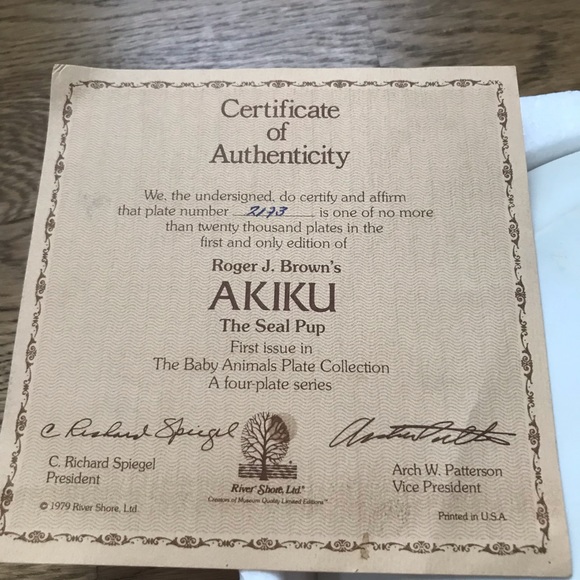 Certificate
of
Authenticity
We, the undersigned, do certify and affirm
that plate number 2173 is one of no more
than twenty thousand plates in the
first and only edition of
Roger J. Brown's
AKIKU
The Seal Pup
First issue in
The Baby Animals Plate Collection
A four-plate series
C Richard Spiegel
C. Richard Spiegel
President
© 1979 River Shore, Ltd.
River Shore, Ltd.®
Creators of Museum Quality Limited Editions™
Arch W. Patterson
Vice President
Printed in U.S.A.